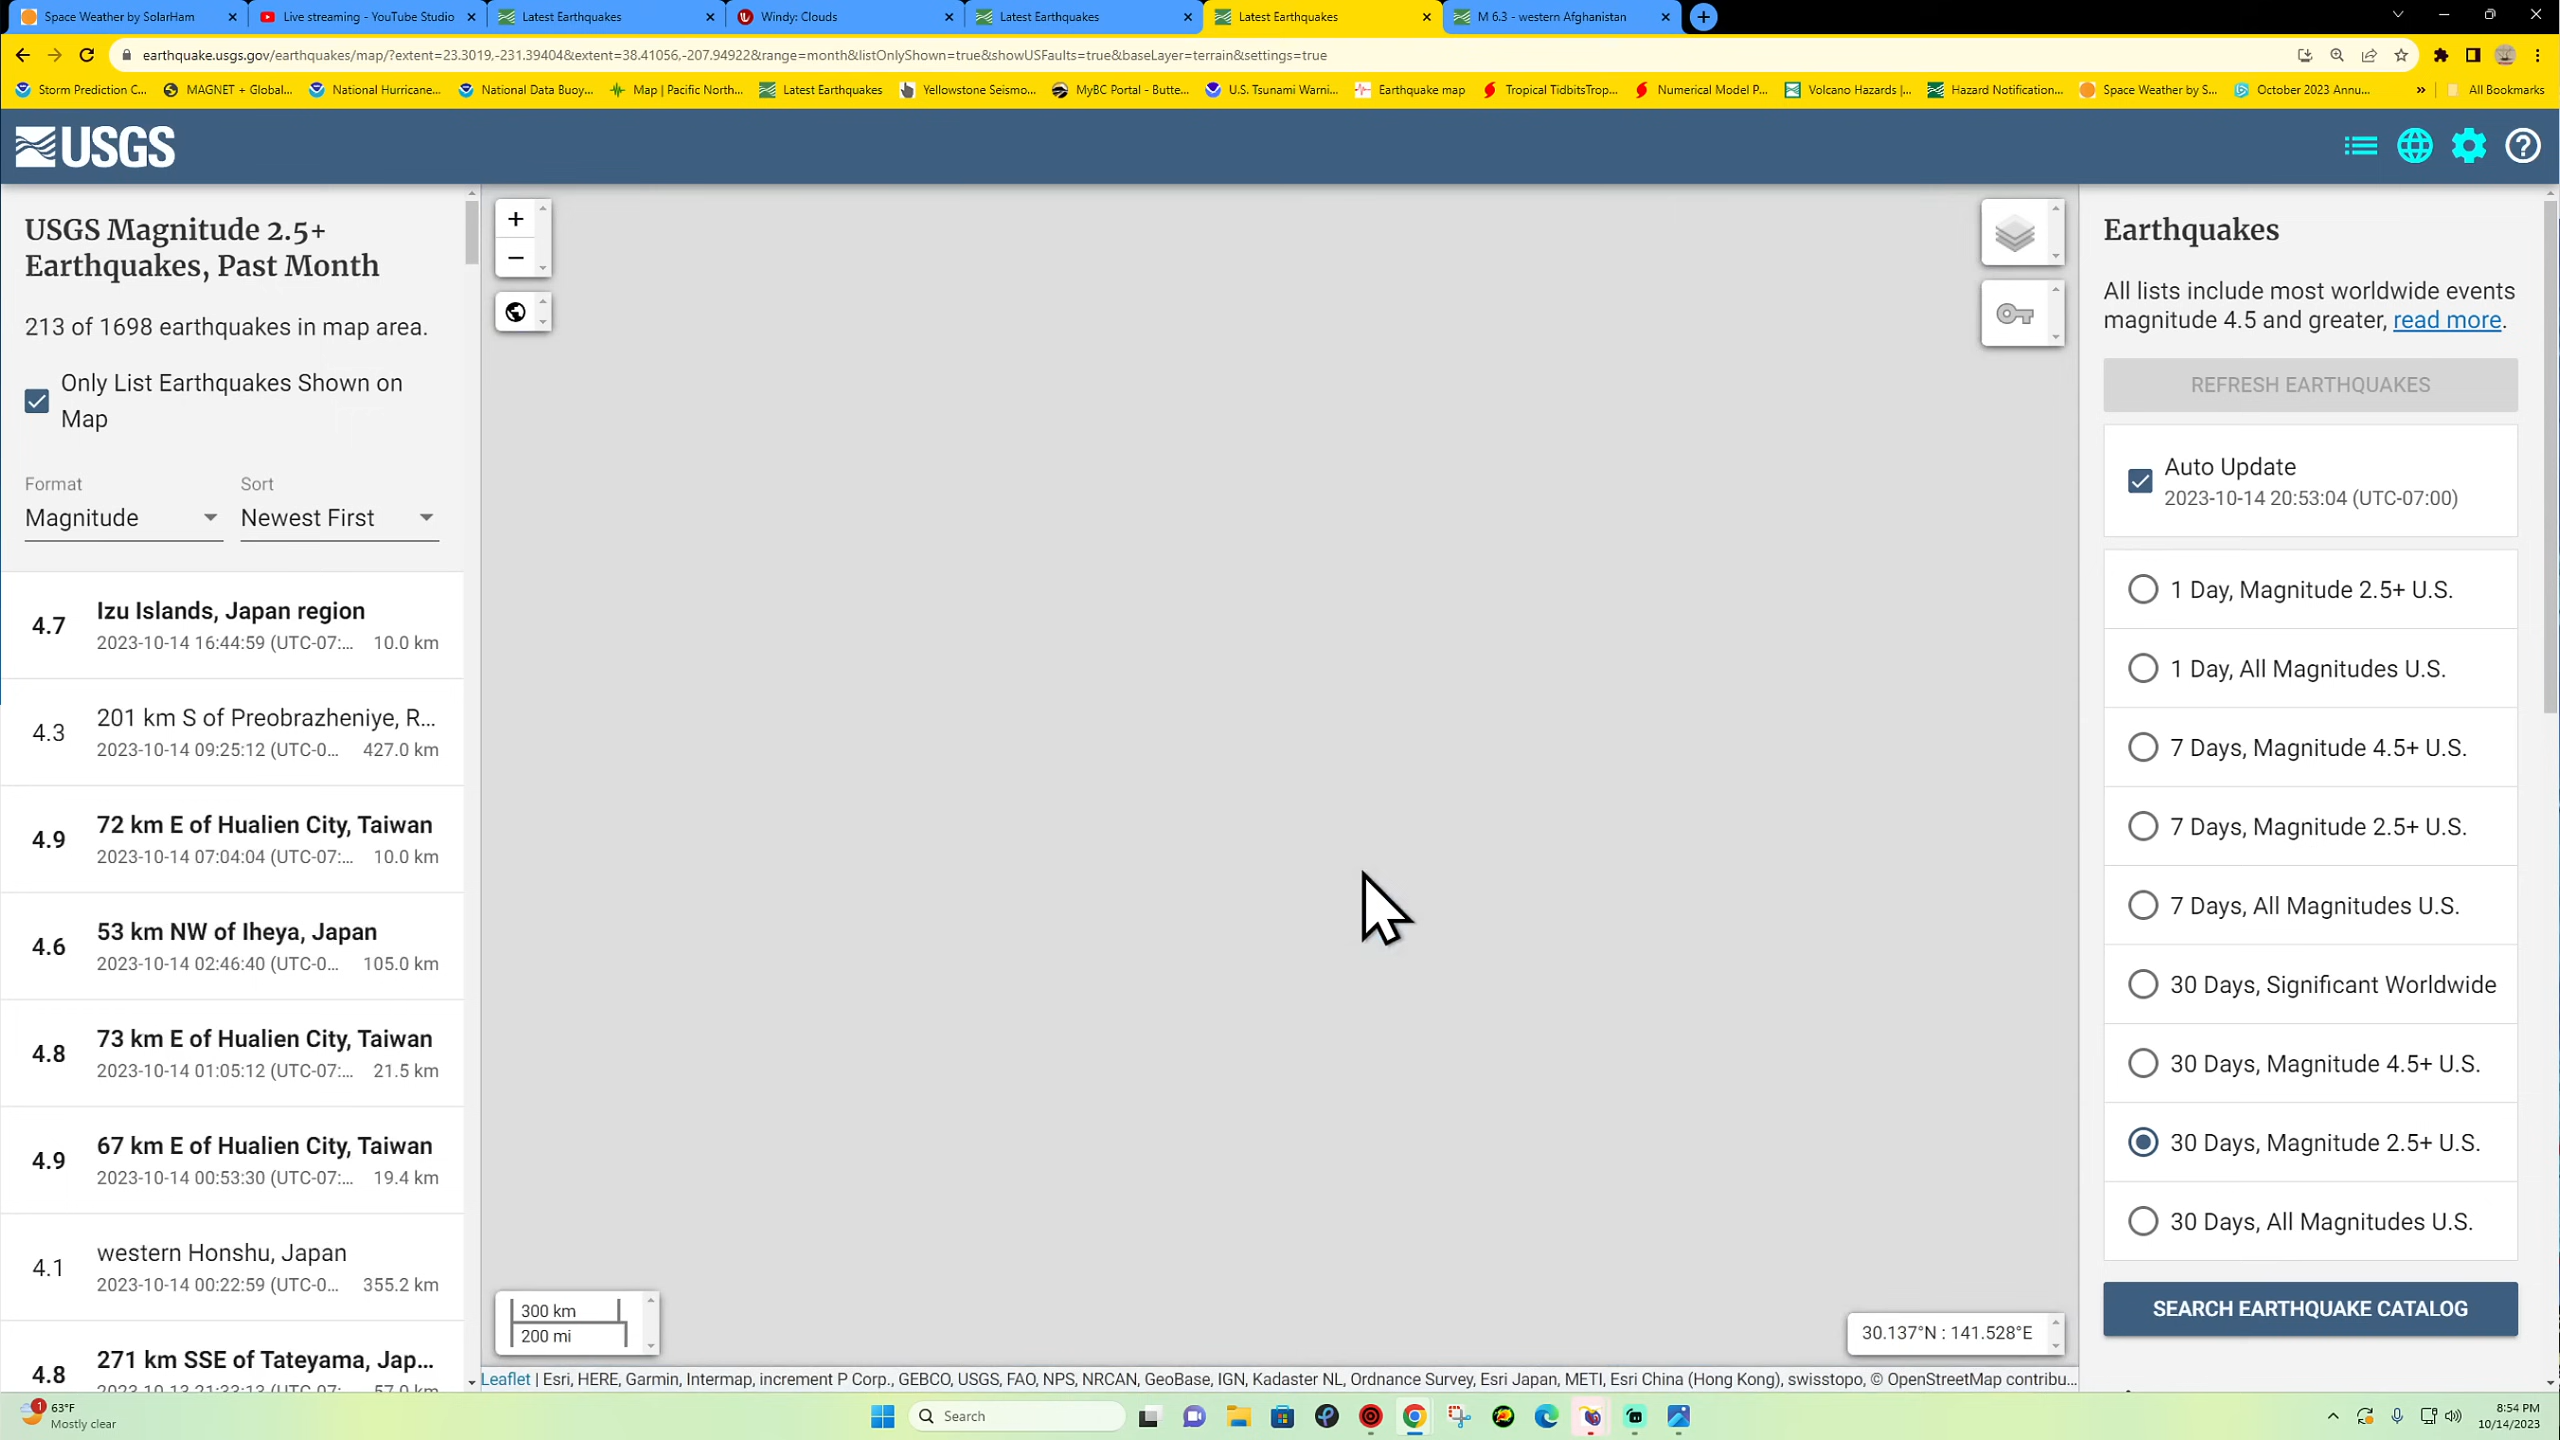 Space Weather by SolarHam
Live streaming - YouTube Studio
Latest Earthquakes
Windy: Clouds
Latest Earthquakes
Latest Earthquakes
M 6.3 - western Afghanistan
earthquake.usgs.gov/earthquakes/map/?extent=23.3019,-231.39404&extent=38.41056,-207.94922&range=month&listOnlyShown=true&showUSFaults=true&baseLayer=terrain&settings=true
Storm Prediction C...
MAGNET + Global...
National Hurricane...
National Data Buoy...
Map | Pacific North...
Latest Earthquakes
Yellowstone Seismo...
MyBC Portal - Butte...
U.S. Tsunami Warni...
Earthquake map
Tropical TidbitsTrop...
Numerical Model P...
Volcano Hazards |...
Hazard Notification...
Space Weather by S...
October 2023 Annu...
»
All Bookmarks
USGS
USGS Magnitude 2.5+
Earthquakes, Past Month
213 of 1698 earthquakes in map area.
Only List Earthquakes Shown on
Map
Format
Sort
Magnitude
Newest First
4.7
Izu Islands, Japan region
2023-10-14 16:44:59 (UTC-07:...
10.0 km
4.3
201 km S of Preobrazheniye, R...
2023-10-14 09:25:12 (UTC-0...
427.0 km
4.9
72 km E of Hualien City, Taiwan
2023-10-14 07:04:04 (UTC-07:...
10.0 km
4.6
53 km NW of Iheya, Japan
2023-10-14 02:46:40 (UTC-0...
105.0 km
4.8
73 km E of Hualien City, Taiwan
2023-10-14 01:05:12 (UTC-07:...
21.5 km
4.9
67 km E of Hualien City, Taiwan
2023-10-14 00:53:30 (UTC-07:...
19.4 km
4.1
western Honshu, Japan
2023-10-14 00:22:59 (UTC-0...
355.2 km
4.8
271 km SSE of Tateyama, Jap...
2023-10-13 21:33:13 (UTC-07:...
57.0 km
+
−
300 km
200 mi
30.137°N : 141.528°E
Leaflet | Esri, HERE, Garmin, Intermap, increment P Corp., GEBCO, USGS, FAO, NPS, NRCAN, GeoBase, IGN, Kadaster NL, Ordnance Survey, Esri Japan, METI, Esri China (Hong Kong), swisstopo, © OpenStreetMap contribu...
Earthquakes
All lists include most worldwide events
magnitude 4.5 and greater, read more.
REFRESH EARTHQUAKES
Auto Update
2023-10-14 20:53:04 (UTC-07:00)
1 Day, Magnitude 2.5+ U.S.
1 Day, All Magnitudes U.S.
7 Days, Magnitude 4.5+ U.S.
7 Days, Magnitude 2.5+ U.S.
7 Days, All Magnitudes U.S.
30 Days, Significant Worldwide
30 Days, Magnitude 4.5+ U.S.
30 Days, Magnitude 2.5+ U.S.
30 Days, All Magnitudes U.S.
SEARCH EARTHQUAKE CATALOG
1
63°F
Mostly clear
Search
8:54 PM
10/14/2023